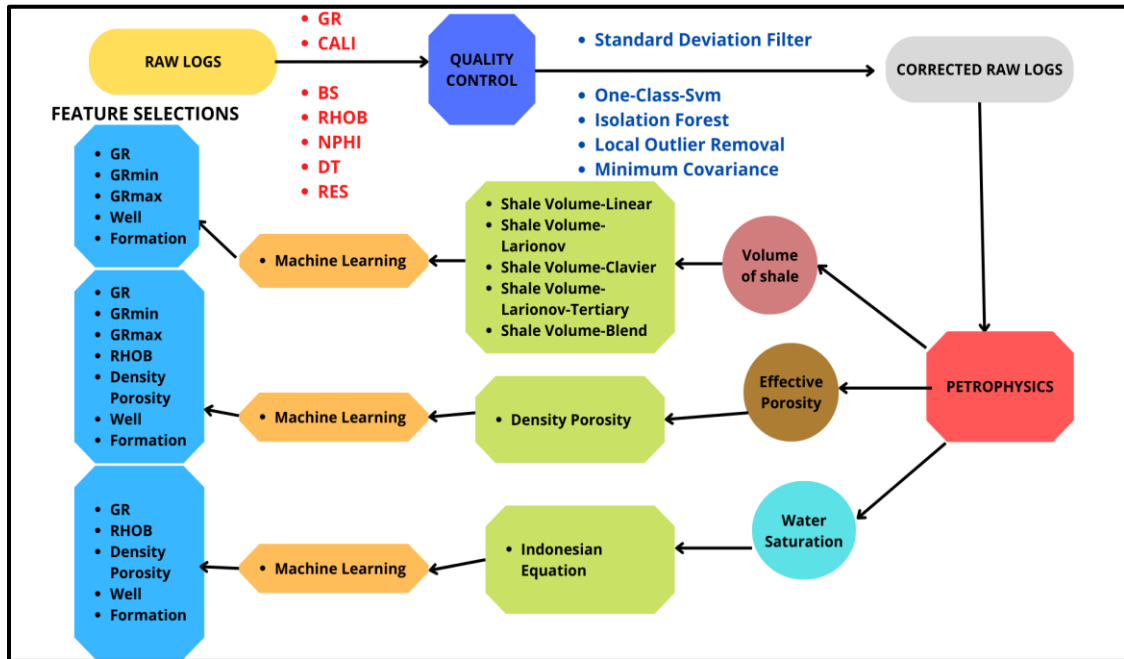 RAW LOGS
• GR
• CALI
• BS
• RHOB
• NPHI
• DT
• RES
QUALITY
CONTROL
• Standard Deviation Filter
• One-Class-Svm
• Isolation Forest
• Local Outlier Removal
• Minimum Covariance
CORRECTED RAW LOGS
FEATURE SELECTIONS
• GR
• GRmin
• GRmax
• Well
• Formation
• Machine Learning
• Shale Volume-Linear
• Shale Volume-
Larionov
• Shale Volume-Clavier
• Shale Volume-
Larionov-Tertiary
• Shale Volume-Blend
Volume
of shale
• GR
• GRmin
• GRmax
• RHOB
• Density
Porosity
• Well
• Formation
• Machine Learning
• Density Porosity
Effective
Porosity
PETROPHYSICS
• GR
• RHOB
• Density
Porosity
• Well
• Formation
• Machine Learning
• Indonesian
Equation
Water
Saturation